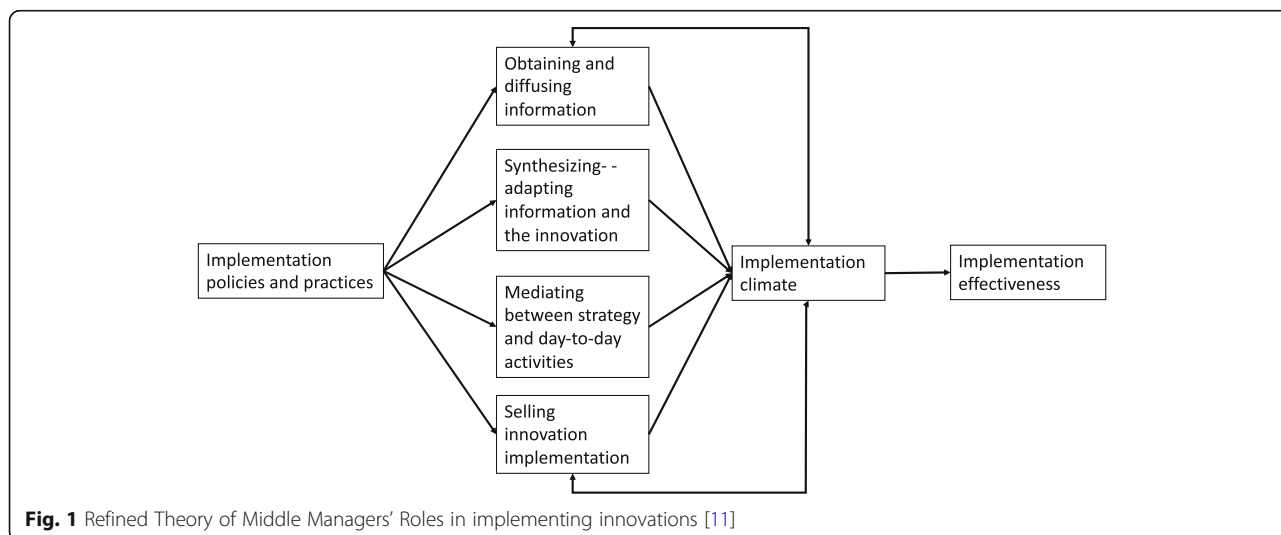 Obtaining and
diffusing
information
Synthesizing- -
adapting
information and
the innovation
Implementation
policies and practices
Mediating
between strategy
and day-to-day
activities
Selling
innovation
implementation
Implementation
climate
Implementation
effectiveness
Fig. 1 Refined Theory of Middle Managers’ Roles in implementing innovations [11]